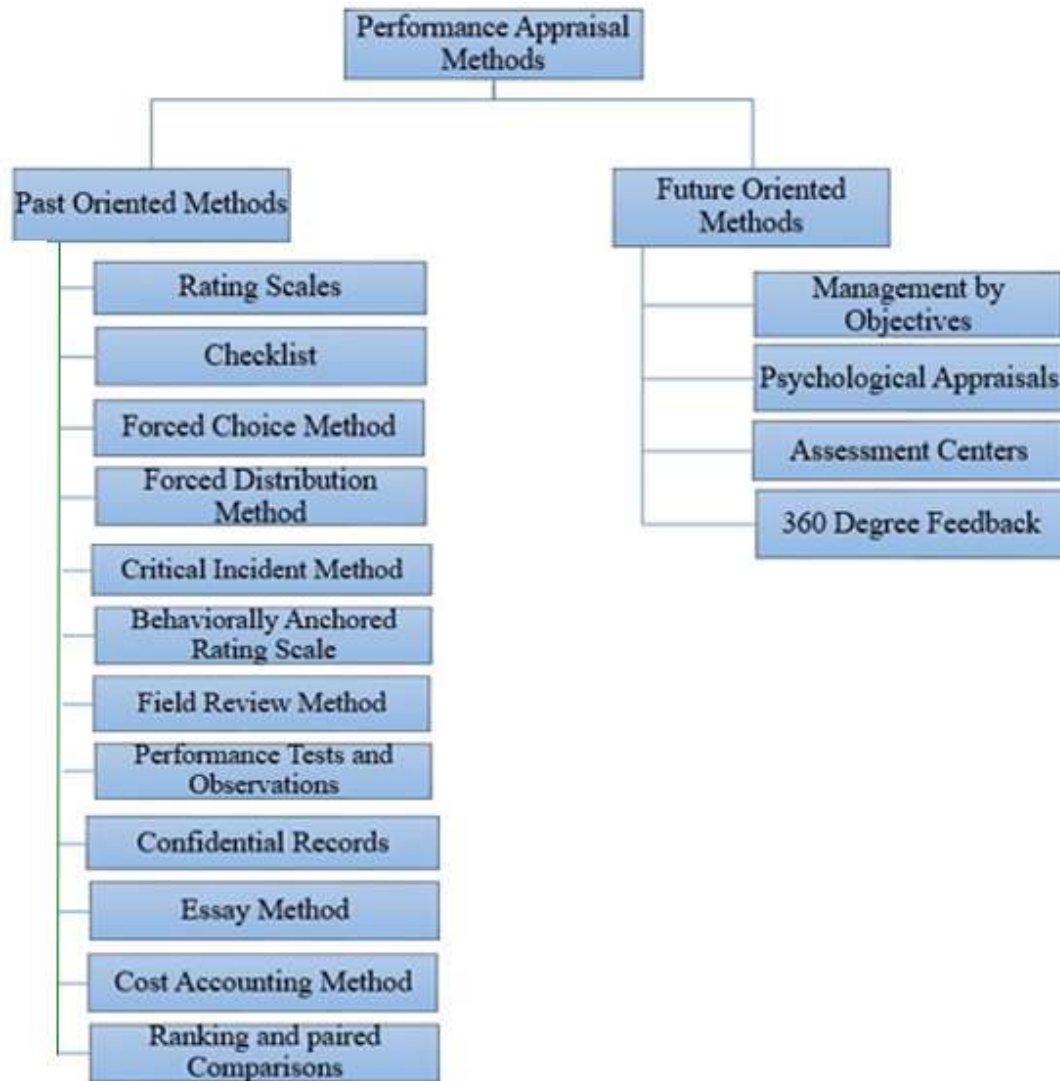 Performance Appraisal
Methods
Past Oriented Methods
Rating Scales
Checklist
Forced Choice Method
Forced Distribution
Method
Critical Incident Method
Behaviorally Anchored
Rating Scale
Field Review Method
Performance Tests and
Observations
Confidential Records
Essay Method
Cost Accounting Method
Ranking and paired
Comparisons
Future Oriented
Methods
Management by
Objectives
Psychological Appraisals
Assessment Centers
360 Degree Feedback